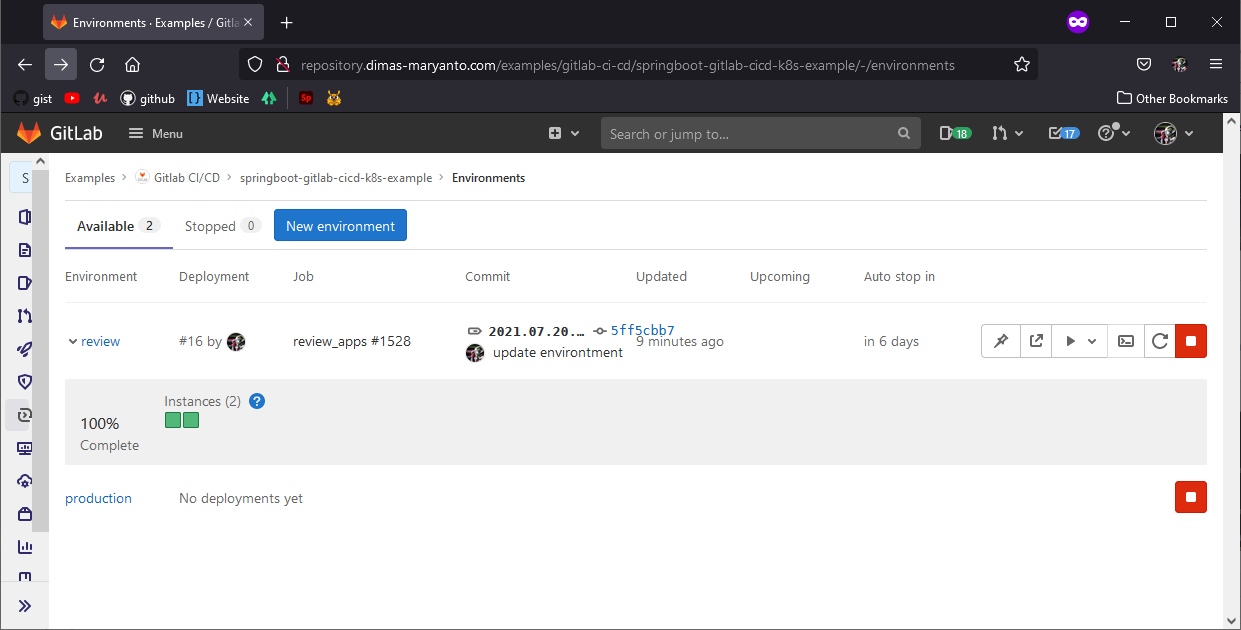 Environments · Examples / Gitla
repository.dimas-maryanto.com/examples/gitlab-ci-cd/springboot-gitlab-cicd-k8s-example/-/environments
gist github Website Sp Other Bookmarks
GitLab Menu Search or jump to... 18 17
S Examples Gitlab CI/CD springboot-gitlab-cicd-k8s-example Environments
Available 2 Stopped 0 New environment
Environment Deployment Job Commit Updated Upcoming Auto stop in
2021.07.20.... 5ff5cbb7
review #16 by review_apps #1528 9 minutes ago in 6 days
update environtment
Instances (2) ?
100%
Complete
production No deployments yet